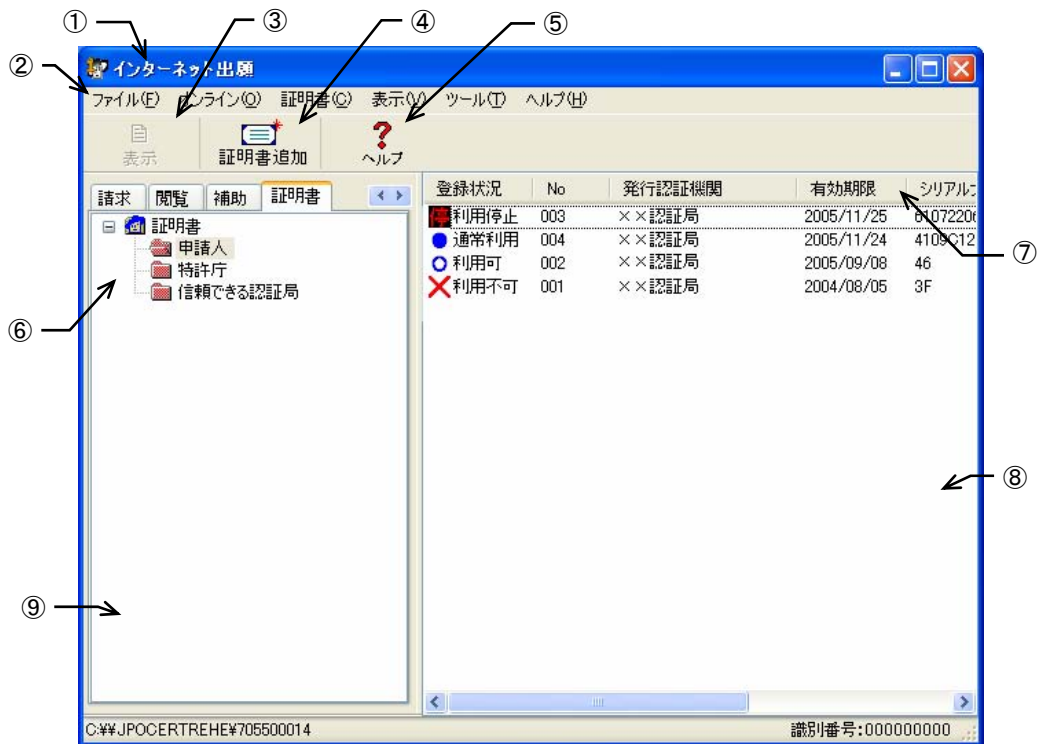 ① ③ ④ ⑤
②
インターネット出願
ファイル(F) オンライン(O) 証明書(C) 表示(V) ツール(T) ヘルプ(H)
表示 証明書追加 ヘルプ
請求 閲覧 補助 証明書
証明書
申請人
特許庁
信頼できる認証局
登録状況 No 発行認証機関 有効期限
停 利用停止 003 ××認証局 2005/11/25
通常利用 004 ××認証局 2005/11/24
利用可 002 ××認証局 2005/09/08 46
利用不可 001 ××認証局 2004/08/05 3F
⑥
⑦
⑧
⑨
C:¥¥JPOCERTREHE¥705500014 識別番号:000000000